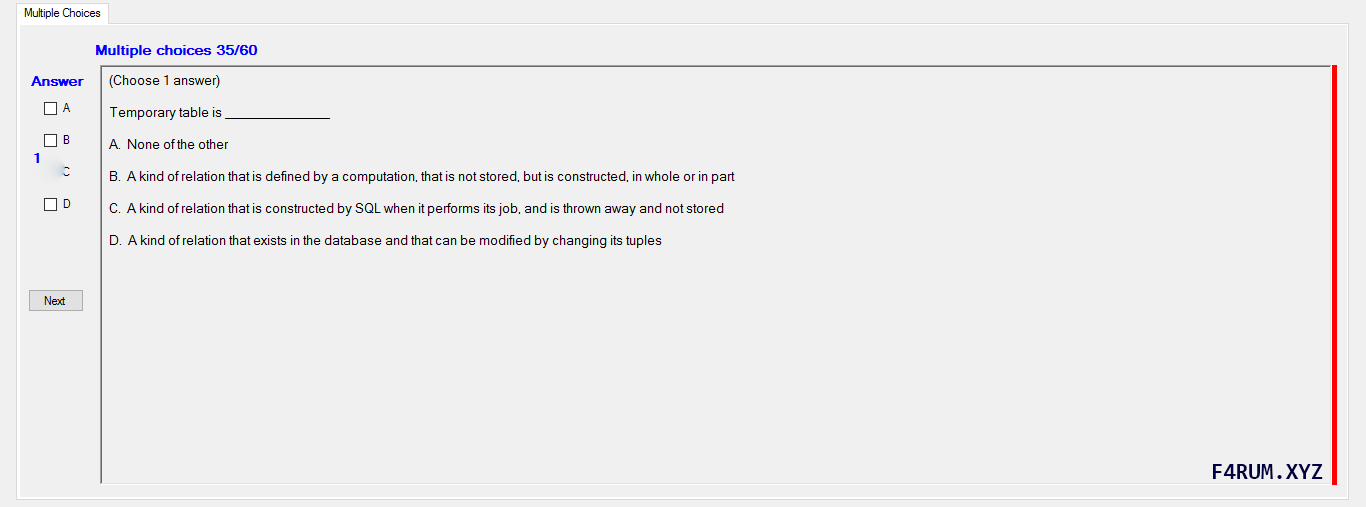 Multiple Choices
Multiple choices 35/60
Answer
A
B
1
C
D
Next
(Choose 1 answer)
Temporary table is _______________
A. None of the other
B. A kind of relation that is defined by a computation, that is not stored, but is constructed, in whole or in part
C. A kind of relation that is constructed by SQL when it performs its job, and is thrown away and not stored
D. A kind of relation that exists in the database and that can be modified by changing its tuples
F4RUM.XYZ